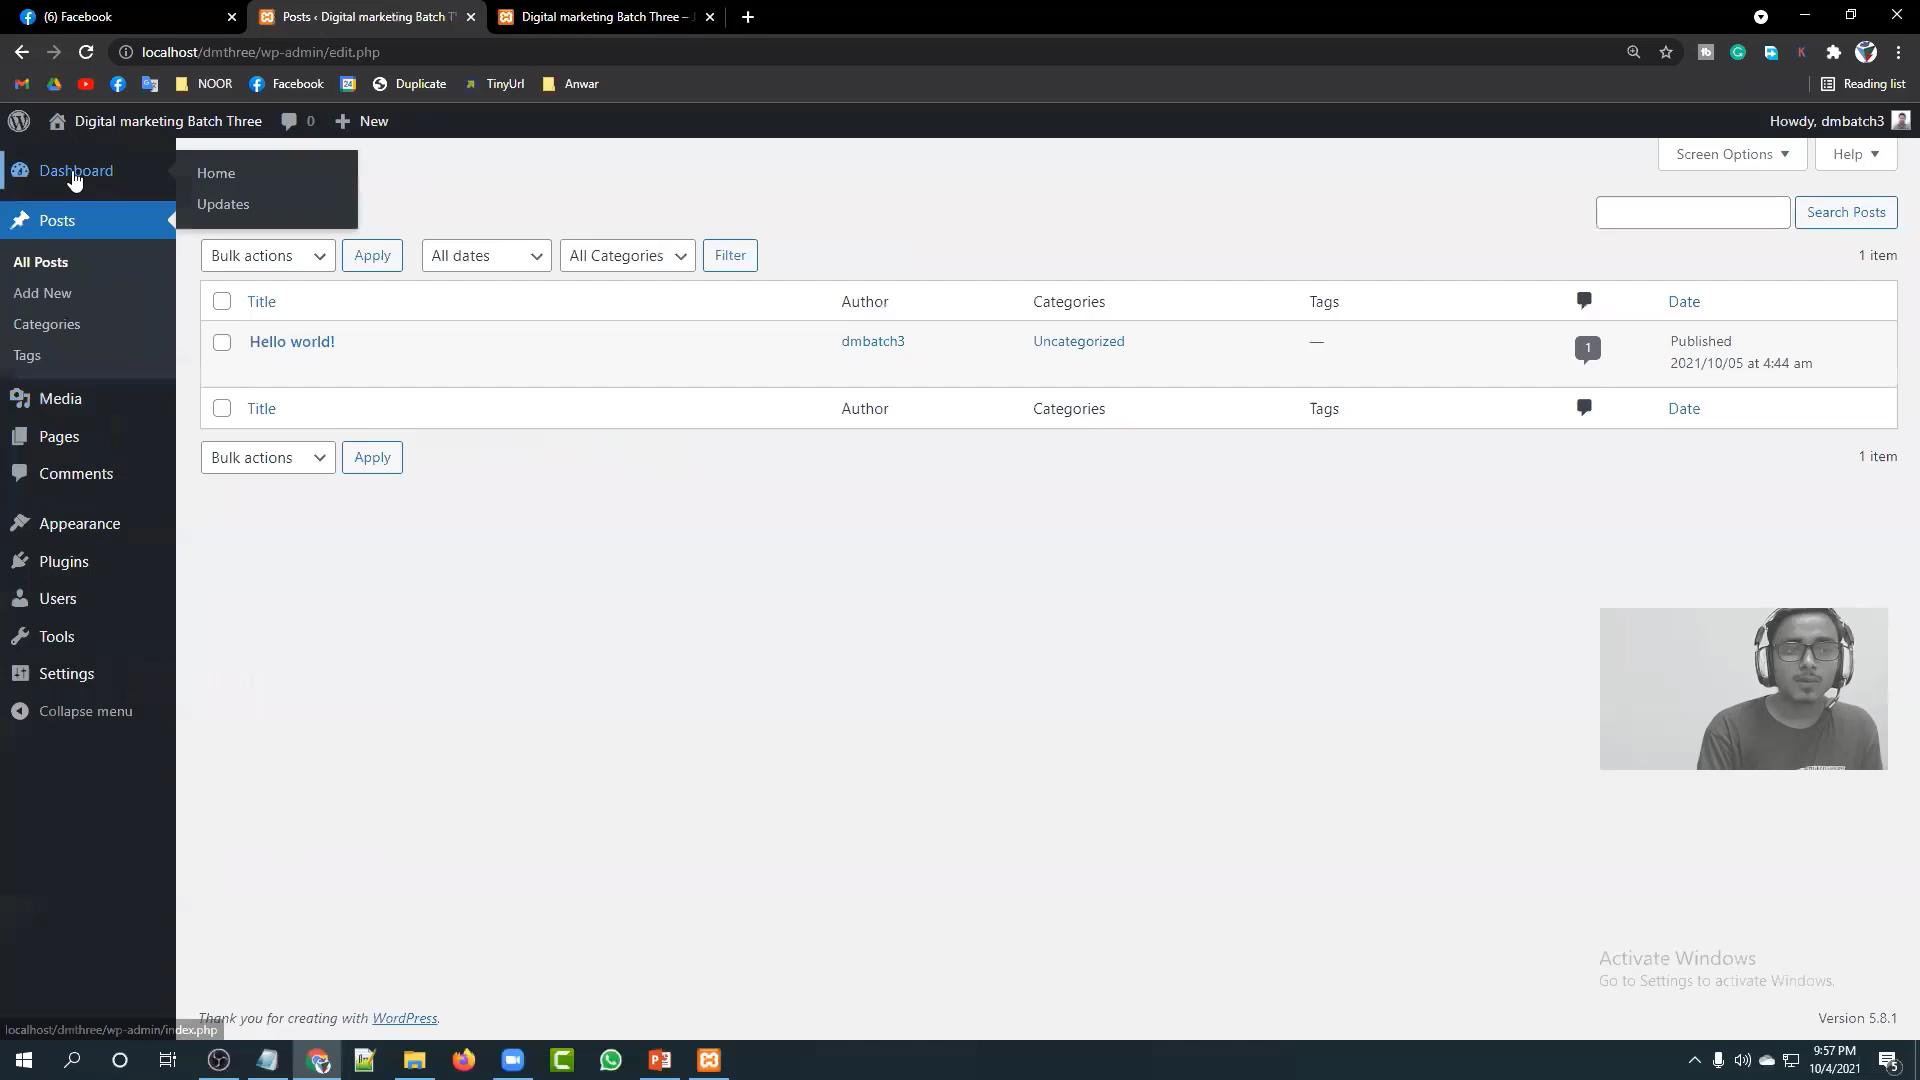 (6) Facebook
Posts ‹ Digital marketing Batch T
Digital marketing Batch Three –
localhost/dmthree/wp-admin/edit.php
NOOR
Facebook
Duplicate
TinyUrl
Anwar
Reading list
Digital marketing Batch Three
0
New
Howdy, dmbatch3
Dashboard
Home
Updates
Screen Options
Help
Posts
Search Posts
All Posts
Add New
Categories
Tags
Media
Pages
Comments
Appearance
Plugins
Users
Tools
Settings
Collapse menu
Bulk actions
Apply
All dates
All Categories
Filter
1 item
Title Author Categories Tags Date
Hello world! dmbatch3 Uncategorized — 1 Published
2021/10/05 at 4:44 am
Title Author Categories Tags Date
Bulk actions
Apply
1 item
Activate Windows
Go to Settings to activate Windows.
Thank you for creating with WordPress.
Version 5.8.1
localhost/dmthree/wp-admin/index.php
9:57 PM
10/4/2021
5